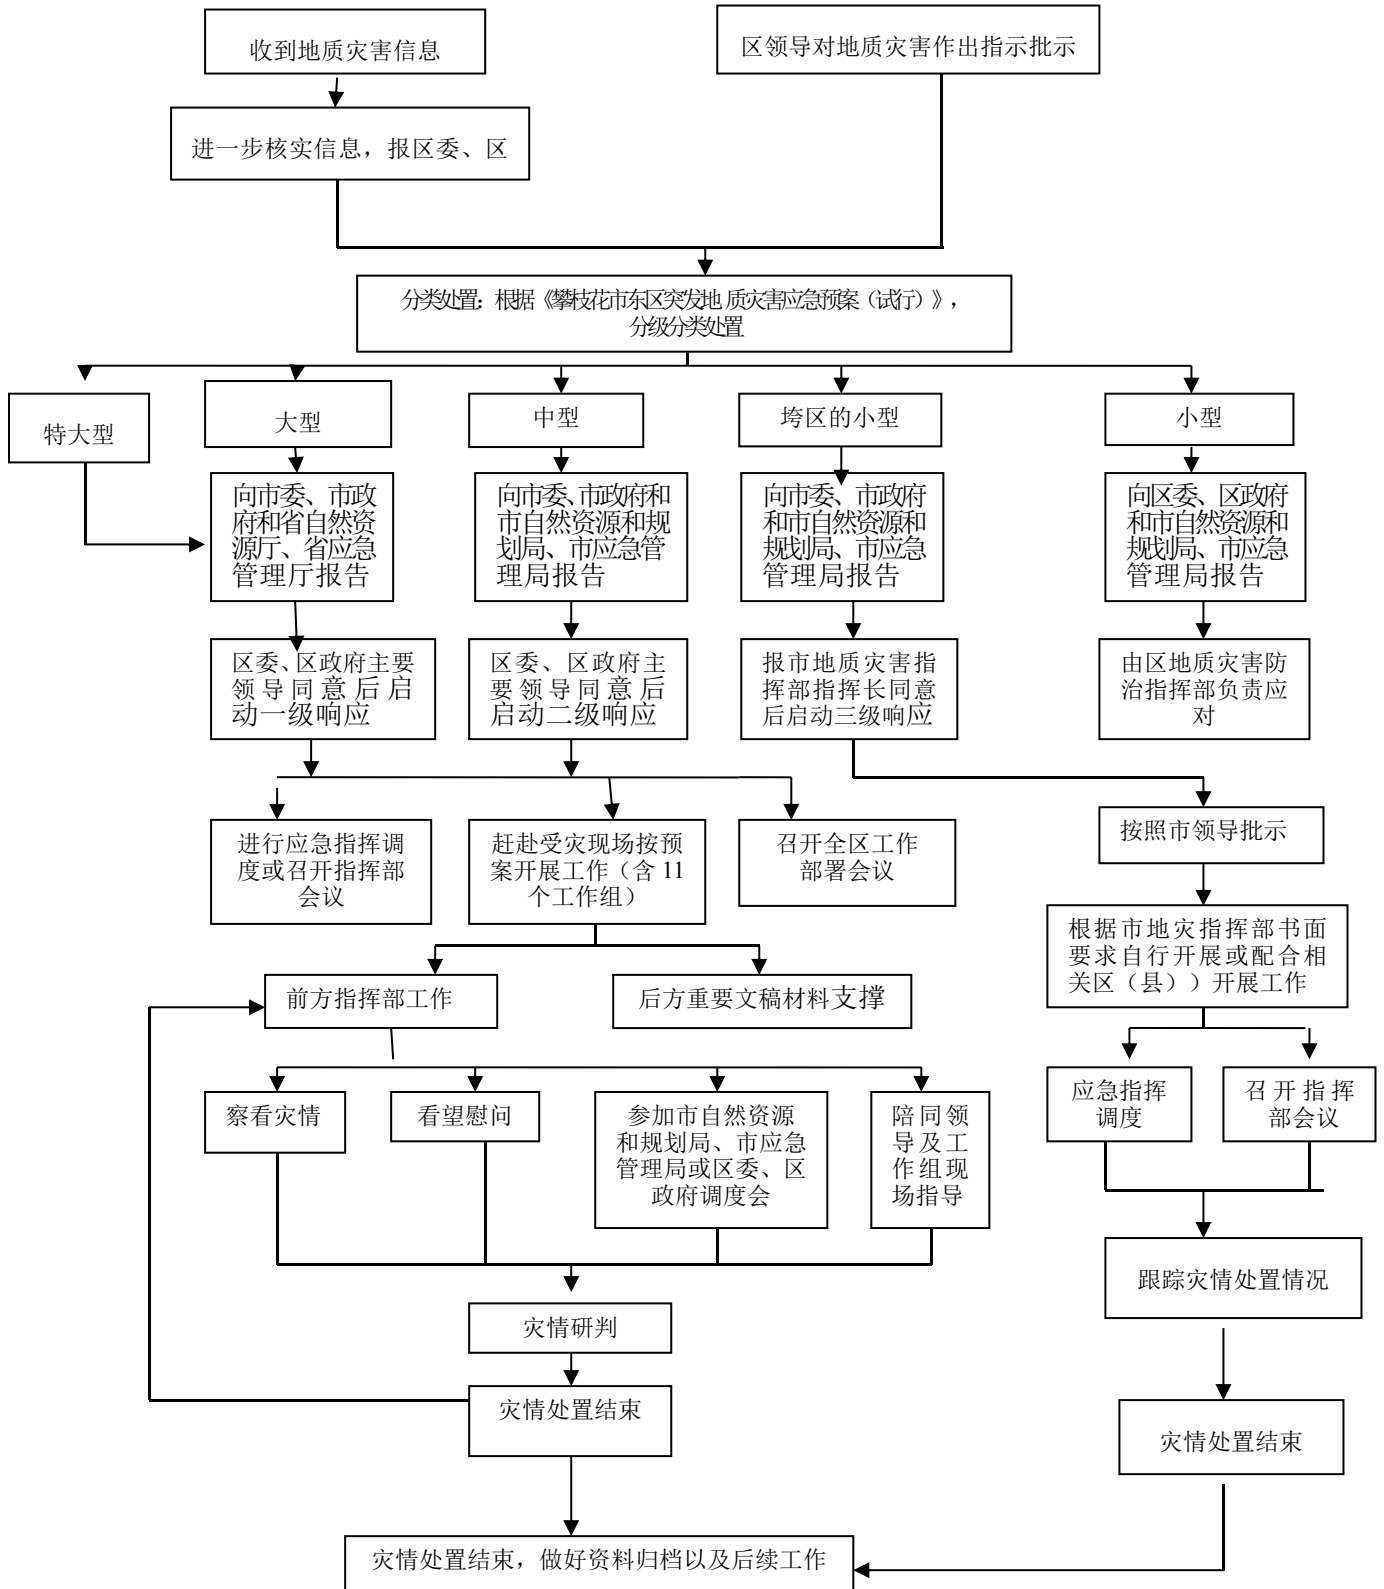 收到地质灾害信息
区领导对地质灾害作出指示批示
进一步核实信息，报区委、区
分类处置：根据《攀枝花市东区突发地质灾害应急预案（试行）》，
分级分类处置
特大型
大型
中型
垮区的小型
小型
向市委、市政
府和省自然资
源厅、省应急
管理厅报告
向市委、市政府和
市自然资源和规
划局、市应急管
理局报告
向市委、市政府
和市自然资源和
规划局、市应急
管理局报告
向区委、区政府
和市自然资源和
规划局、市应急
管理局报告
区委、区政府主要
领导同意后启
动一级响应
区委、区政府主
要领导同意后
启动二级响应
报市地质灾害指
挥部指挥长同意
后启动三级响应
由区地质灾害防
治指挥部负责应
对
进行应急指挥调
度或召开指挥部
会议
赶赴受灾现场按预
案开展工作（含 11
个工作组）
召开全区工作
部署会议
按照市领导批示
根据市地灾指挥部书面
要求自行开展或配合相
关区（县））开展工作
前方指挥部工作
后方重要文稿材料支撑
察看灾情
看望慰问
参加市自然资源
和规划局、市应急
管理局或区委、区
政府调度会
陪同领
导及工
作组现
场指导
应急指挥
调度
召开指挥
部会议
跟踪灾情处置情况
灾情研判
灾情处置结束
灾情处置结束
灾情处置结束，做好资料归档以及后续工作